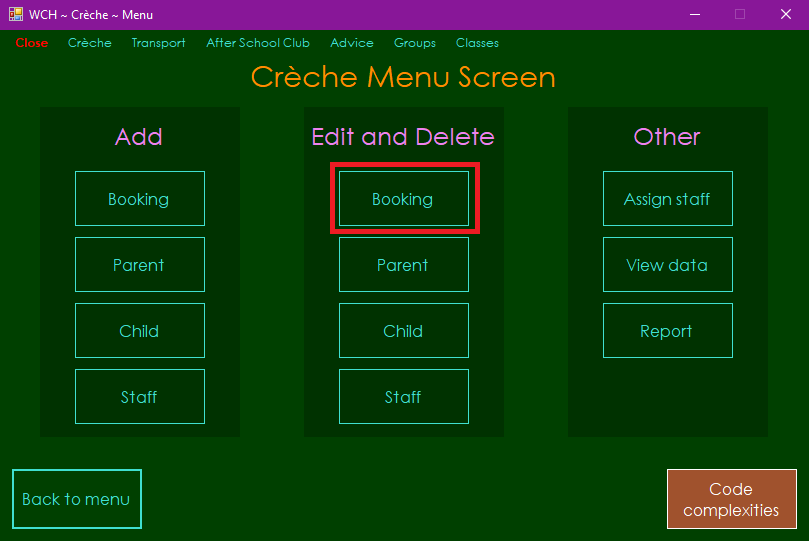 WCH ~ Crèche ~ Menu
Close Crèche Transport After School Club Advice Groups Classes
Crèche Menu Screen
Add
Booking
Parent
Child
Staff
Edit and Delete
Booking
Parent
Child
Staff
Other
Assign staff
View data
Report
Back to menu
Code
complexities